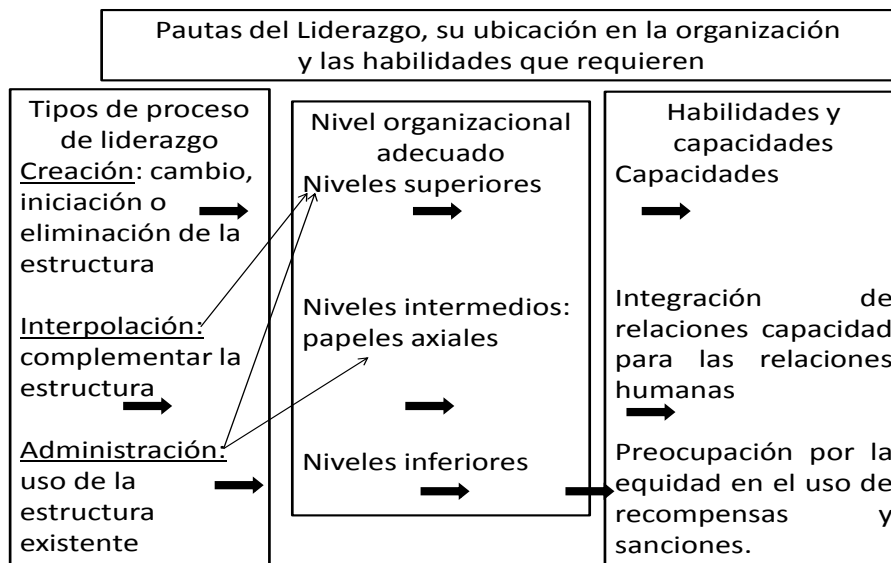 Pautas del Liderazgo, su ubicación en la organización
y las habilidades que requieren
Tipos de proceso
de liderazgo
Creación: cambio,
iniciación o
eliminación de la
estructura
Interpolación:
complementar la
estructura
Administración:
uso de la
estructura
existente
Nivel organizacional
adecuado
Niveles superiores
Niveles intermedios:
papeles axiales
Niveles inferiores
Habilidades y
capacidades
Capacidades
Integración de
relaciones capacidad
para las relaciones
humanas
Preocupación por la
equidad en el uso de
recompensas y
sanciones.